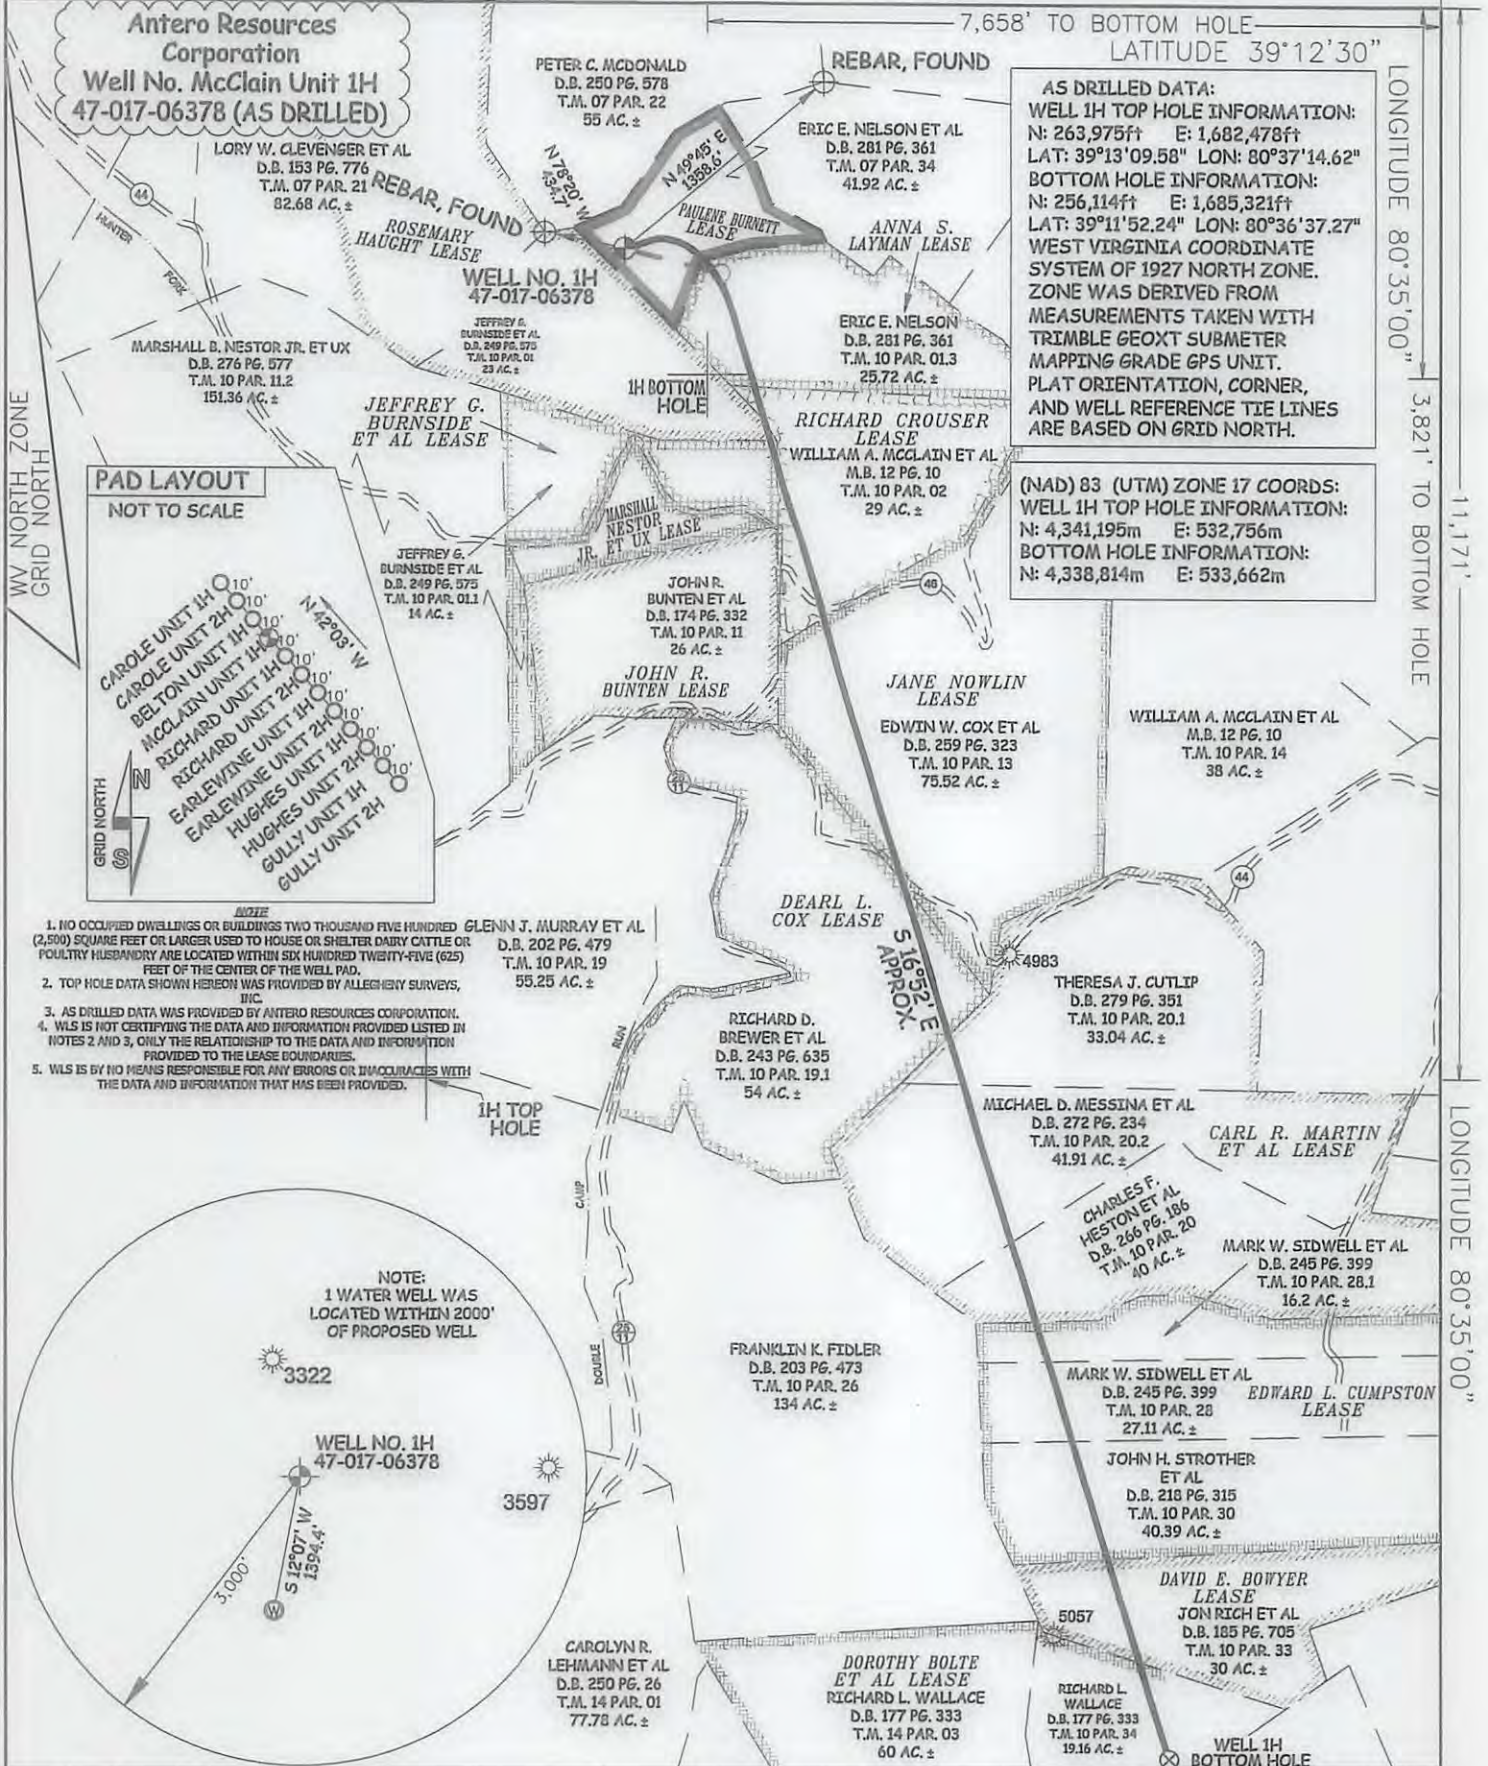 Antero Resources
Corporation
Well No. McClain Unit 1H
47-017-06378 (AS DRILLED)
7,658' TO BOTTOM HOLE
LATITUDE 39°12'30"
PETER C. MCDONALD
D.B. 250 PG. 578
T.M. 07 PAR. 22
55 AC. ±
REBAR, FOUND
ERIC E. NELSON ET AL
D.B. 281 PG. 361
T.M. 07 PAR. 34
41.92 AC. ±
LORY W. CLEVENGER ET AL
D.B. 153 PG. 776
T.M. 07 PAR. 21
82.68 AC. ±
44
HUNTER
FORK
REBAR, FOUND
ROSEMARY
HAUGHT LEASE
N 78°20' W
434.7'
N 49°45' E
1358.6'
PAULENE BURNETT
LEASE
ANNA S.
LAYMAN LEASE
WELL NO. 1H
47-017-06378
AS DRILLED DATA:
WELL 1H TOP HOLE INFORMATION:
N: 263,975ft E: 1,682,478ft
LAT: 39°13'09.58" LON: 80°37'14.62"
BOTTOM HOLE INFORMATION:
N: 256,114ft E: 1,685,321ft
LAT: 39°11'52.24" LON: 80°36'37.27"
WEST VIRGINIA COORDINATE
SYSTEM OF 1927 NORTH ZONE.
ZONE WAS DERIVED FROM
MEASUREMENTS TAKEN WITH
TRIMBLE GEOXT SUBMETER
MAPPING GRADE GPS UNIT.
PLAT ORIENTATION, CORNER,
AND WELL REFERENCE TIE LINES
ARE BASED ON GRID NORTH.
LONGITUDE 80°35'00"
3,821' TO BOTTOM HOLE
11,171'
(NAD) 83 (UTM) ZONE 17 COORDS:
WELL 1H TOP HOLE INFORMATION:
N: 4,341,195m E: 532,756m
BOTTOM HOLE INFORMATION:
N: 4,338,814m E: 533,662m
JEFFREY G.
BURNSIDE ET AL
D.B. 249 PG. 575
T.M. 10 PAR. 01
23 AC. ±
ERIC E. NELSON
D.B. 281 PG. 361
T.M. 10 PAR. 01.3
25.72 AC. ±
MARSHALL B. NESTOR JR. ET UX
D.B. 276 PG. 577
T.M. 10 PAR. 11.2
151.36 AC. ±
1H BOTTOM
HOLE
JEFFREY G.
BURNSIDE
ET AL LEASE
RICHARD CROUSER
LEASE
WILLIAM A. MCCLAIN ET AL
M.B. 12 PG. 10
T.M. 10 PAR. 02
29 AC. ±
WV NORTH ZONE
GRID NORTH
PAD LAYOUT
NOT TO SCALE
CAROLE UNIT 1H 10'
CAROLE UNIT 2H 10'
BELTON UNIT 1H 10'
MCCLAIN UNIT 1H 10'
RICHARD UNIT 1H 10'
RICHARD UNIT 2H 10'
EARLEWINE UNIT 1H 10'
EARLEWINE UNIT 2H 10'
HUGHES UNIT 1H 10'
HUGHES UNIT 2H 10'
GULLY UNIT 1H 10'
GULLY UNIT 2H
N 42°03' W
GRID NORTH
N
S
MARSHALL
NESTOR
JR. ET UX LEASE
JEFFREY G.
BURNSIDE ET AL
D.B. 249 PG. 575
T.M. 10 PAR. 01.1
14 AC. ±
JOHN R.
BUNTEN ET AL
D.B. 174 PG. 332
T.M. 10 PAR. 11
26 AC. ±
JOHN R.
BUNTEN LEASE
46
JANE NOWLIN
LEASE
EDWIN W. COX ET AL
D.B. 259 PG. 323
T.M. 10 PAR. 13
75.52 AC. ±
WILLIAM A. MCCLAIN ET AL
M.B. 12 PG. 10
T.M. 10 PAR. 14
38 AC. ±
44
DEARL L.
COX LEASE
S 16°52' E
APPROX.
4983
NOTE
1. NO OCCUPIED DWELLINGS OR BUILDINGS TWO THOUSAND FIVE HUNDRED
(2,500) SQUARE FEET OR LARGER USED TO HOUSE OR SHELTER DAIRY CATTLE OR
POULTRY HUSBANDRY ARE LOCATED WITHIN SIX HUNDRED TWENTY-FIVE (625)
FEET OF THE CENTER OF THE WELL PAD.
2. TOP HOLE DATA SHOWN HEREON WAS PROVIDED BY ALLEGHENY SURVEYS,
INC.
3. AS DRILLED DATA WAS PROVIDED BY ANTERO RESOURCES CORPORATION.
4. WLS IS NOT CERTIFYING THE DATA AND INFORMATION PROVIDED LISTED IN
NOTES 2 AND 3, ONLY THE RELATIONSHIP TO THE DATA AND INFORMATION
PROVIDED TO THE LEASE BOUNDARIES.
5. WLS IS BY NO MEANS RESPONSIBLE FOR ANY ERRORS OR INACCURACIES WITH
THE DATA AND INFORMATION THAT HAS BEEN PROVIDED.
GLENN J. MURRAY ET AL
D.B. 202 PG. 479
T.M. 10 PAR. 19
55.25 AC. ±
THERESA J. CUTLIP
D.B. 279 PG. 351
T.M. 10 PAR. 20.1
33.04 AC. ±
RICHARD D.
BREWER ET AL
D.B. 243 PG. 635
T.M. 10 PAR. 19.1
54 AC. ±
RUN
CAMP
DOUBLE
25
11
1H TOP
HOLE
MICHAEL D. MESSINA ET AL
D.B. 272 PG. 234
T.M. 10 PAR. 20.2
41.91 AC. ±
CARL R. MARTIN
ET AL LEASE
LONGITUDE 80°35'00"
CHARLES F.
HESTON ET AL
D.B. 266 PG. 186
T.M. 10 PAR. 20
40 AC. ±
MARK W. SIDWELL ET AL
D.B. 245 PG. 399
T.M. 10 PAR. 28.1
16.2 AC. ±
NOTE:
1 WATER WELL WAS
LOCATED WITHIN 2000'
OF PROPOSED WELL
3322
WELL NO. 1H
47-017-06378
3597
S 12°07' W
1394.4'
3,000'
W
FRANKLIN K. FIDLER
D.B. 203 PG. 473
T.M. 10 PAR. 26
134 AC. ±
MARK W. SIDWELL ET AL
D.B. 245 PG. 399
T.M. 10 PAR. 28
27.11 AC. ±
EDWARD L. CUMPSTON
LEASE
JOHN H. STROTHER
ET AL
D.B. 218 PG. 315
T.M. 10 PAR. 30
40.39 AC. ±
DAVID E. BOWYER
LEASE
JON RICH ET AL
D.B. 185 PG. 705
T.M. 10 PAR. 33
30 AC. ±
5057
CAROLYN R.
LEHMANN ET AL
D.B. 250 PG. 26
T.M. 14 PAR. 01
77.78 AC. ±
DOROTHY BOLTE
ET AL LEASE
RICHARD L. WALLACE
D.B. 177 PG. 333
T.M. 14 PAR. 03
60 AC. ±
RICHARD L.
WALLACE
D.B. 177 PG. 333
T.M. 10 PAR. 34
19.16 AC. ±
WELL 1H
BOTTOM HOLE